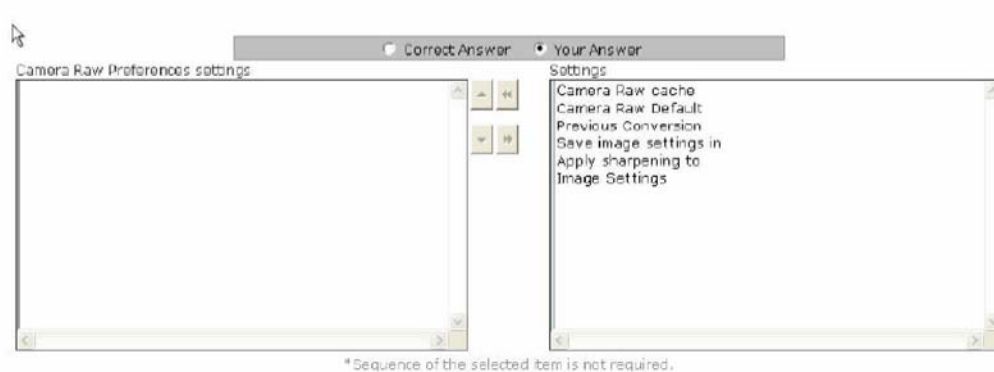 Correct Answer Your Answer
Camera Raw Preferences settings
Settings
Camera Raw cache
Camera Raw Default
Previous Conversion
Save image settings in
Apply sharpening to
Image Settings
*Sequence of the selected item is not required.